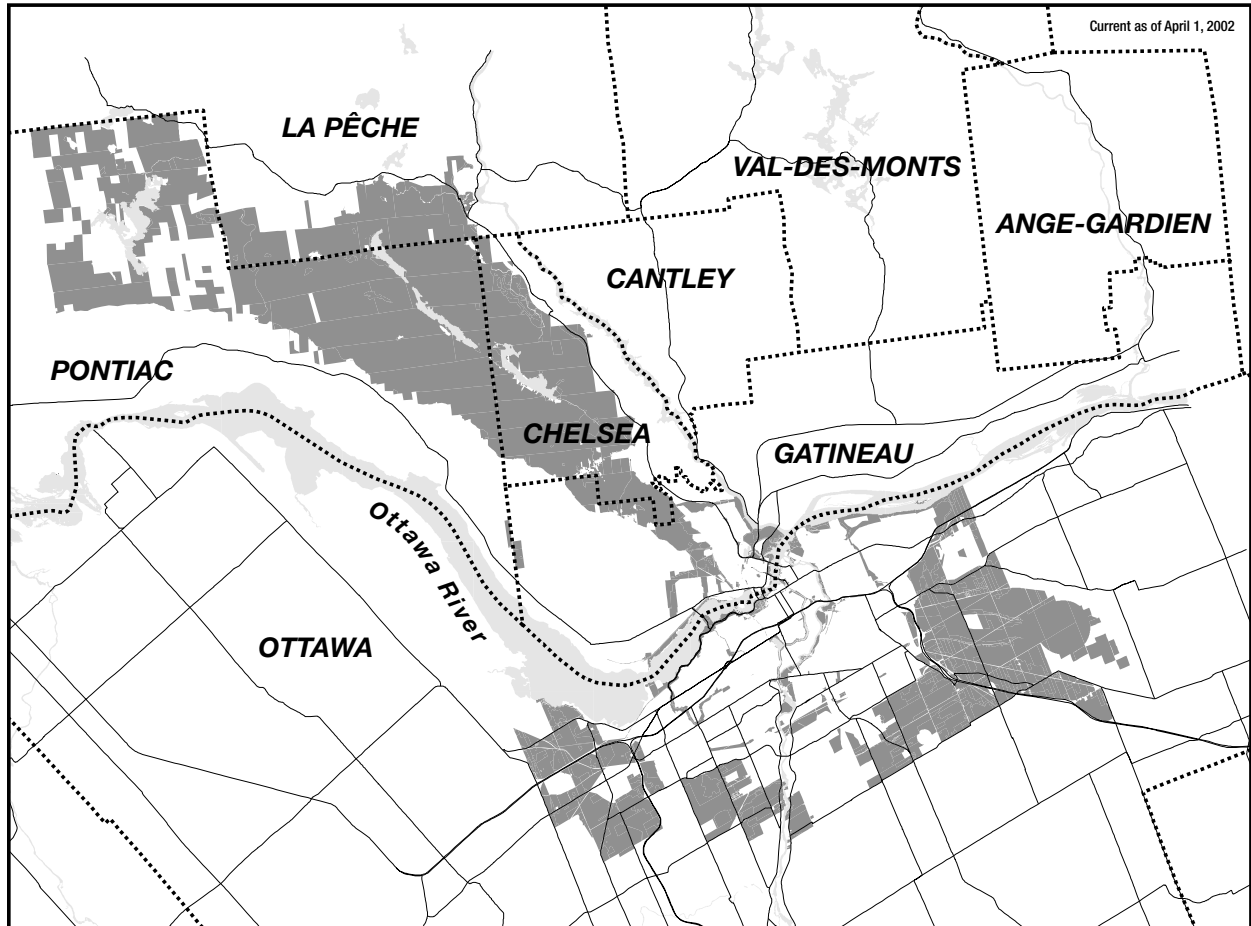 Current as of April 1, 2002
LA PÊCHE
VAL-DES-MONTS
ANGE-GARDIEN
CANTLEY
PONTIAC
CHELSEA
GATINEAU
Ottawa River
OTTAWA